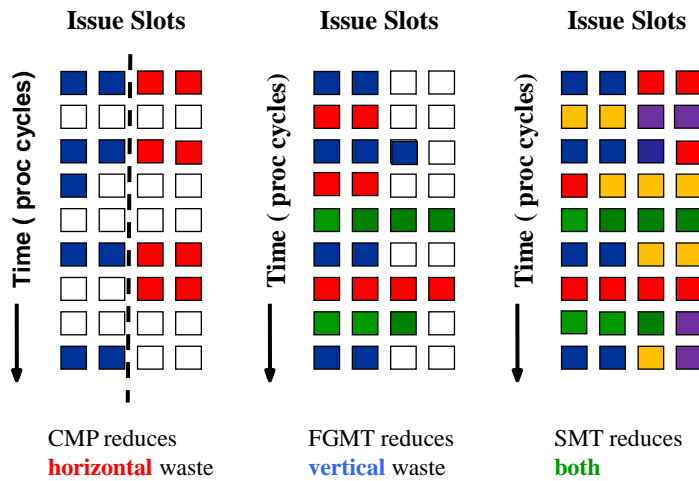 Issue Slots
Time ( proc cycles)
CMP reduces
horizontal waste
Issue Slots
Time ( proc cycles)
FGMT reduces
vertical waste
Issue Slots
Time ( proc cycles)
SMT reduces
both